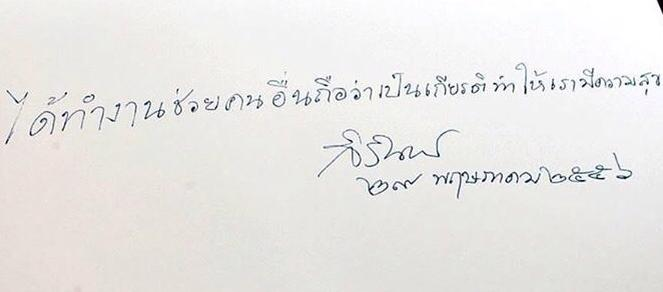 ได้ทำงานช่วยคนอื่นถือว่าเป็นเกียรติทำให้เรามีความสุข
สิรินธร
๒๗ พฤษภาคม ๒๕๕๖